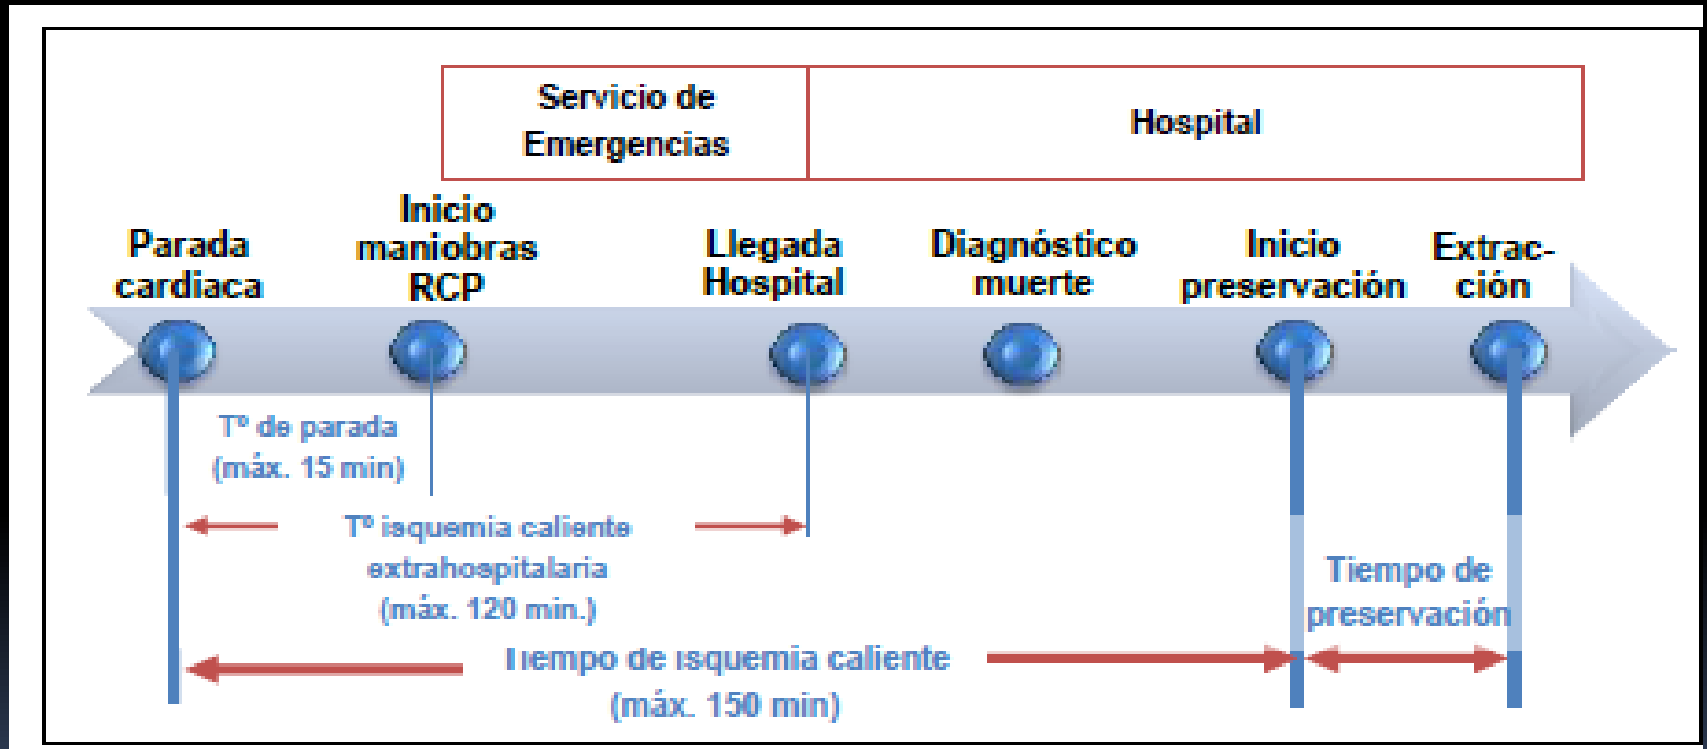 Servicio de
Emergencias
Hospital
Parada
cardiaca
Inicio
maniobras
RCP
Llegada
Hospital
Diagnóstico
muerte
Inicio
preservación
Extrac-
ción
Tº de parada
(máx. 15 min)
Tº isquemia caliente
extrahospitalaria
(máx. 120 min.)
Tiempo de
preservación
Tiempo de isquemia caliente
(máx. 150 min)